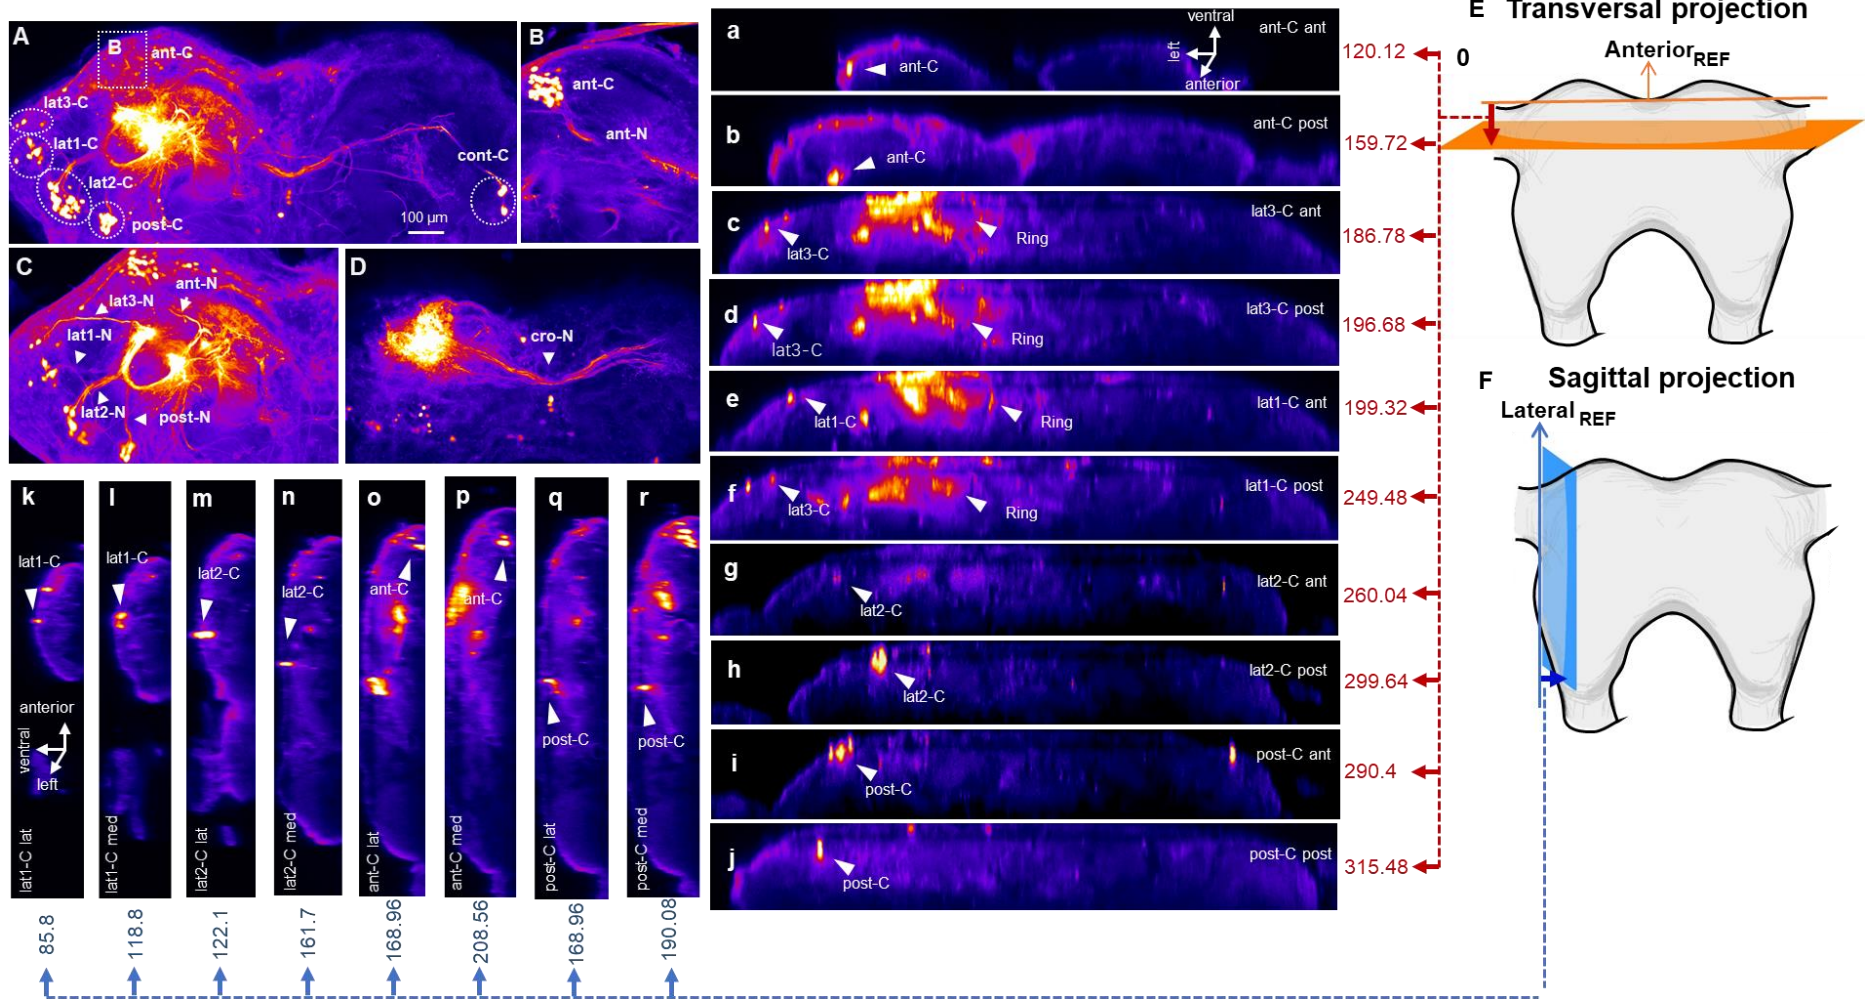 A
B
ant-C
lat3-C
lat1-C
lat2-C
post-C
cont-C
100 µm
B
ant-C
ant-N
C
ant-N
lat3-N
lat1-N
lat2-N
post-N
D
cro-N
a
ant-C
ventral
left
anterior
ant-C ant
120.12
b
ant-C
ant-C post
159.72
c
lat3-C
Ring
lat3-C ant
186.78
d
lat3-C
Ring
lat3-C post
196.68
e
lat1-C
Ring
lat1-C ant
199.32
f
lat3-C
Ring
lat1-C post
249.48
g
lat2-C
lat2-C ant
260.04
h
lat2-C
lat2-C post
299.64
i
post-C
post-C ant
290.4
j
post-C
post-C post
315.48
E Transversal projection
0
Anterior REF
F Sagittal projection
Lateral REF
k
lat1-C
anterior
ventral
left
lat1-C lat
85.8
l
lat1-C
lat1-C med
118.8
m
lat2-C
lat2-C lat
122.1
n
lat2-C
lat2-C med
161.7
o
ant-C
ant-C lat
168.96
p
ant-C
ant-C med
208.56
q
post-C
post-C lat
168.96
r
post-C
post-C med
190.08